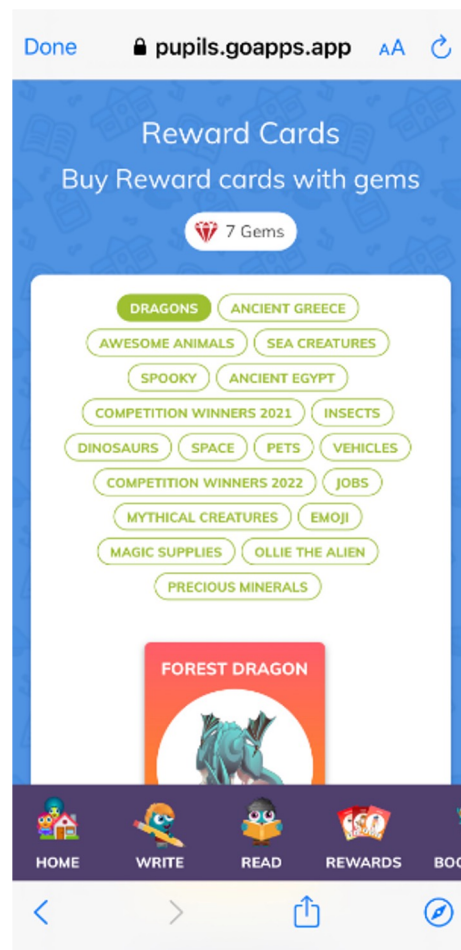 Done pupils.goapps.app AA
Reward Cards
Buy Reward cards with gems
7 Gems
DRAGONS ANCIENT GREECE
AWESOME ANIMALS SEA CREATURES
SPOOKY ANCIENT EGYPT
COMPETITION WINNERS 2021 INSECTS
DINOSAURS SPACE PETS VEHICLES
COMPETITION WINNERS 2022 JOBS
MYTHICAL CREATURES EMOJI
MAGIC SUPPLIES OLLIE THE ALIEN
PRECIOUS MINERALS
FOREST DRAGON
HOME WRITE READ REWARDS